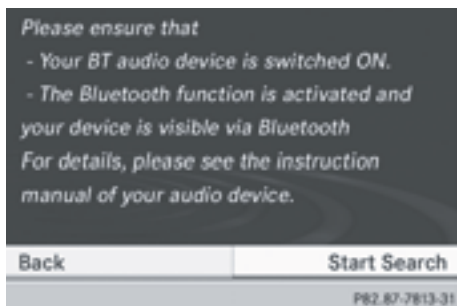 Please ensure that
- Your BT audio device is switched ON.
- The Bluetooth function is activated and
your device is visible via Bluetooth
For details, please see the instruction
manual of your audio device.
Back Start Search
P82.87-7813-31